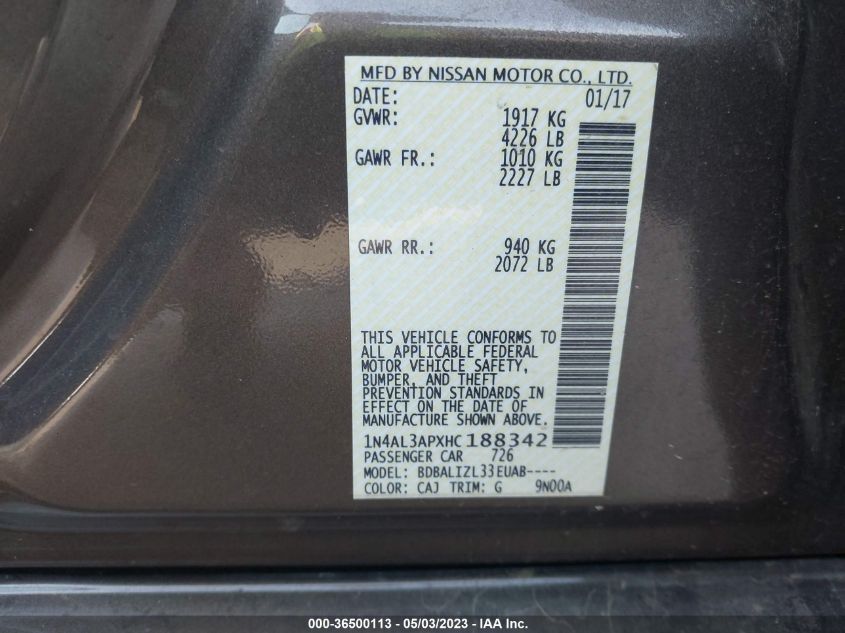 MFD BY NISSAN MOTOR CO., LTD.
DATE: 01/17
GVWR: 1917 KG
4226 LB
GAWR FR.: 1010 KG
2227 LB
GAWR RR.: 940 KG
2072 LB
THIS VEHICLE CONFORMS TO
ALL APPLICABLE FEDERAL
MOTOR VEHICLE SAFETY,
BUMPER, AND THEFT
PREVENTION STANDARDS IN
EFFECT ON THE DATE OF
MANUFACTURE SHOWN ABOVE.
1N4AL3APXHC188342
PASSENGER CAR 726
MODEL: BDBALIZL33EUAB----
COLOR: CAJ TRIM: G 9N00A
000-36500113 - 05/03/2023 - IAA Inc.